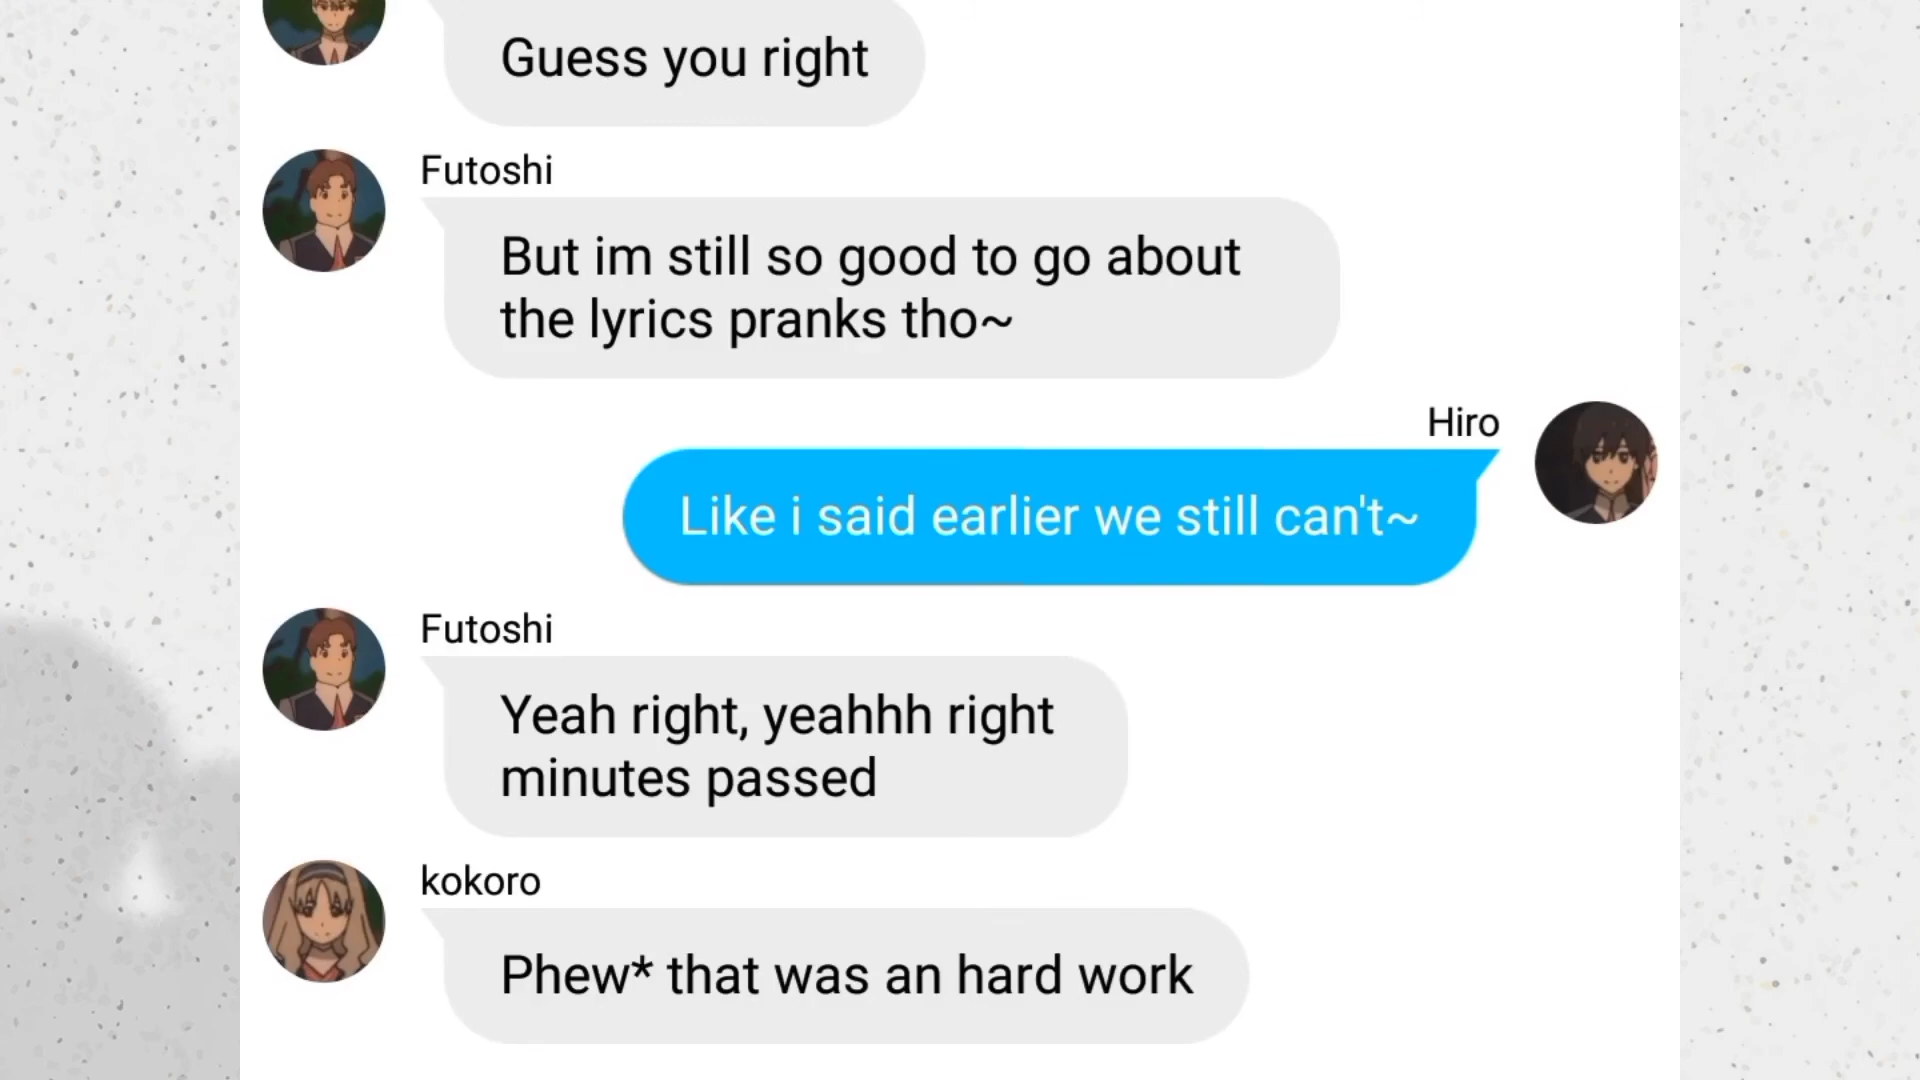 Guess you right
Futoshi
But im still so good to go about
the lyrics pranks tho~
Hiro
Like i said earlier we still can't~
Futoshi
Yeah right, yeahhh right
minutes passed
kokoro
Phew* that was an hard work